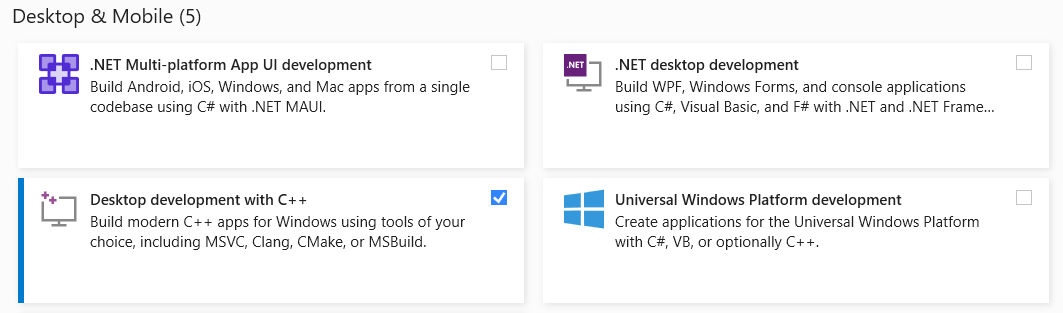 Desktop & Mobile (5)
.NET Multi-platform App UI development
Build Android, iOS, Windows, and Mac apps from a single
codebase using C# with .NET MAUI.
.NET
.NET desktop development
Build WPF, Windows Forms, and console applications
using C#, Visual Basic, and F# with .NET and .NET Frame...
Desktop development with C++
Build modern C++ apps for Windows using tools of your
choice, including MSVC, Clang, CMake, or MSBuild.
Universal Windows Platform development
Create applications for the Universal Windows Platform
with C#, VB, or optionally C++.